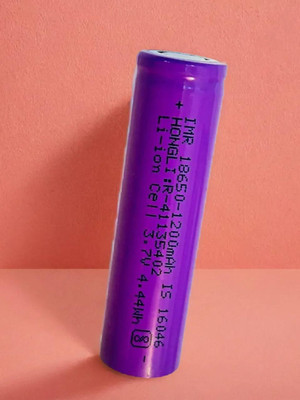 +
IMR 18650-1200mAh IS 16046
HONGLI:R-41135402
Li-ion Cell 3.7V 4.44Wh
-